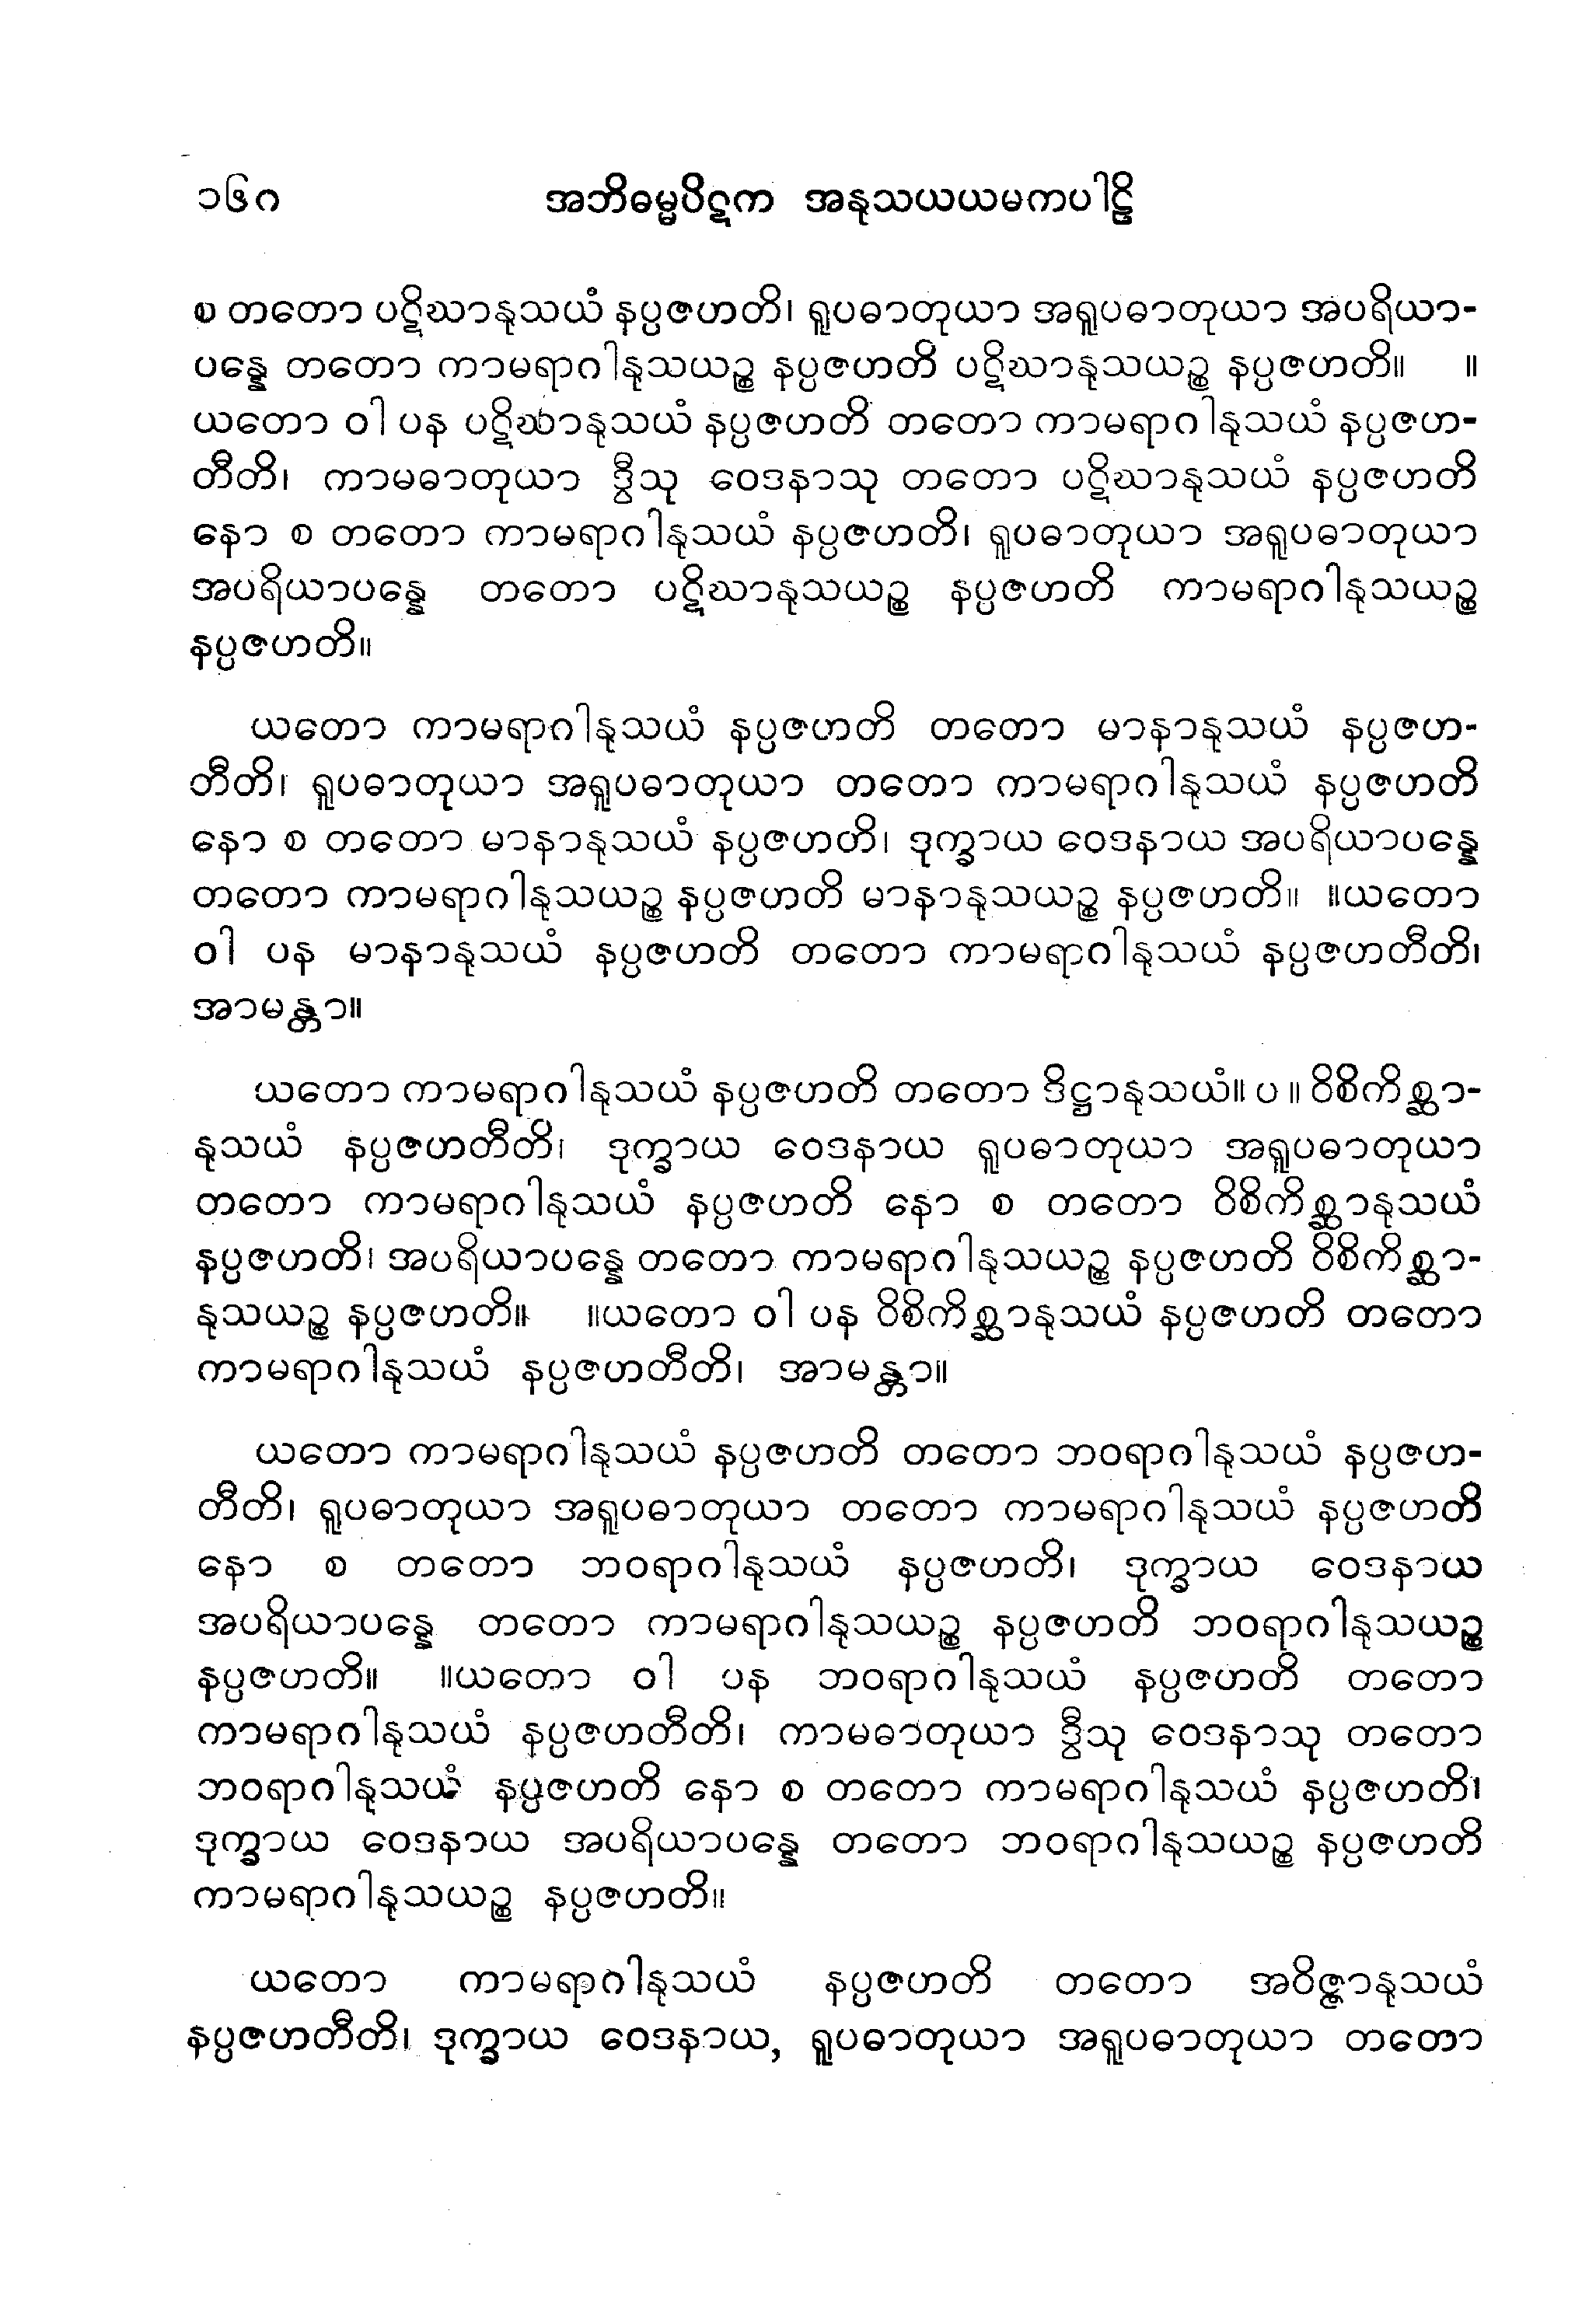 ၁၆၈ အဘိဓမ္မပိဋက အနုသယယမကပါဠိ
စ တတော ပဋိဃာနုသယံ နပ္ပဇဟတိ၊ ရူပဓာတုယာ အရူပဓာတုယာ အပရိယာ-
ပန္နေ တတော ကာမရာဂါနုသယဉ္စ နပ္ပဇဟတိ ပဋိဃာနုသယဉ္စ နပ္ပဇဟတိ။ ။
ယတော ဝါ ပန ပဋိဃာနုသယံ နပ္ပဇဟတိ တတော ကာမရာဂါနုသယံ နပ္ပဇဟ-
တီတိ၊ ကာမဓာတုယာ ဒွီသု ဝေဒနာသု တတော ပဋိဃာနုသယံ နပ္ပဇဟတိ
နော စ တတော ကာမရာဂါနုသယံ နပ္ပဇဟတိ၊ ရူပဓာတုယာ အရူပဓာတုယာ
အပရိယာပန္နေ တတော ပဋိဃာနုသယဉ္စ နပ္ပဇဟတိ ကာမရာဂါနုသယဉ္စ
နပ္ပဇဟတိ။
ယတော ကာမရာဂါနုသယံ နပ္ပဇဟတိ တတော မာနာနုသယံ နပ္ပဇဟ-
တီတိ၊ ရူပဓာတုယာ အရူပဓာတုယာ တတော ကာမရာဂါနုသယံ နပ္ပဇဟတိ
နော စ တတော မာနာနုသယံ နပ္ပဇဟတိ၊ ဒုက္ခာယ ဝေဒနာယ အပရိယာပန္နေ
တတော ကာမရာဂါနုသယဉ္စ နပ္ပဇဟတိ မာနာနုသယဉ္စ နပ္ပဇဟတိ။ ။ယတော
ဝါ ပန မာနာနုသယံ နပ္ပဇဟတိ တတော ကာမရာဂါနုသယံ နပ္ပဇဟတီတိ၊
အာမန္တာ။
ယတော ကာမရာဂါနုသယံ နပ္ပဇဟတိ တတော ဒိဋ္ဌာနုသယံ။ ပ ။ ဝိစိကိစ္ဆာ-
နုသယံ နပ္ပဇဟတီတိ၊ ဒုက္ခာယ ဝေဒနာယ ရူပဓာတုယာ အရူပဓာတုယာ
တတော ကာမရာဂါနုသယံ နပ္ပဇဟတိ နော စ တတော ဝိစိကိစ္ဆာနုသယံ
နပ္ပဇဟတိ၊ အပရိယာပန္နေ တတော ကာမရာဂါနုသယဉ္စ နပ္ပဇဟတိ ဝိစိကိစ္ဆာ-
နုသယဉ္စ နပ္ပဇဟတိ။ ။ယတော ဝါ ပန ဝိစိကိစ္ဆာနုသယံ နပ္ပဇဟတိ တတော
ကာမရာဂါနုသယံ နပ္ပဇဟတီတိ၊ အာမန္တာ။
ယတော ကာမရာဂါနုသယံ နပ္ပဇဟတိ တတော ဘဝရာဂါနုသယံ နပ္ပဇဟ-
တီတိ၊ ရူပဓာတုယာ အရူပဓာတုယာ တတော ကာမရာဂါနုသယံ နပ္ပဇဟတိ
နော စ တတော ဘဝရာဂါနုသယံ နပ္ပဇဟတိ၊ ဒုက္ခာယ ဝေဒနာယ
အပရိယာပန္နေ တတော ကာမရာဂါနုသယဉ္စ နပ္ပဇဟတိ ဘဝရာဂါနုသယဉ္စ
နပ္ပဇဟတိ။ ။ယတော ဝါ ပန ဘဝရာဂါနုသယံ နပ္ပဇဟတိ တတော
ကာမရာဂါနုသယံ နပ္ပဇဟတီတိ၊ ကာမဓာတုယာ ဒွီသု ဝေဒနာသု တတော
ဘဝရာဂါနုသယံ နပ္ပဇဟတိ နော စ တတော ကာမရာဂါနုသယံ နပ္ပဇဟတိ၊
ဒုက္ခာယ ဝေဒနာယ အပရိယာပန္နေ တတော ဘဝရာဂါနုသယဉ္စ နပ္ပဇဟတိ
ကာမရာဂါနုသယဉ္စ နပ္ပဇဟတိ။
ယတော ကာမရာဂါနုသယံ နပ္ပဇဟတိ တတော အဝိဇ္ဇာနုသယံ
နပ္ပဇဟတီတိ၊ ဒုက္ခာယ ဝေဒနာယ, ရူပဓာတုယာ အရူပဓာတုယာ တတော